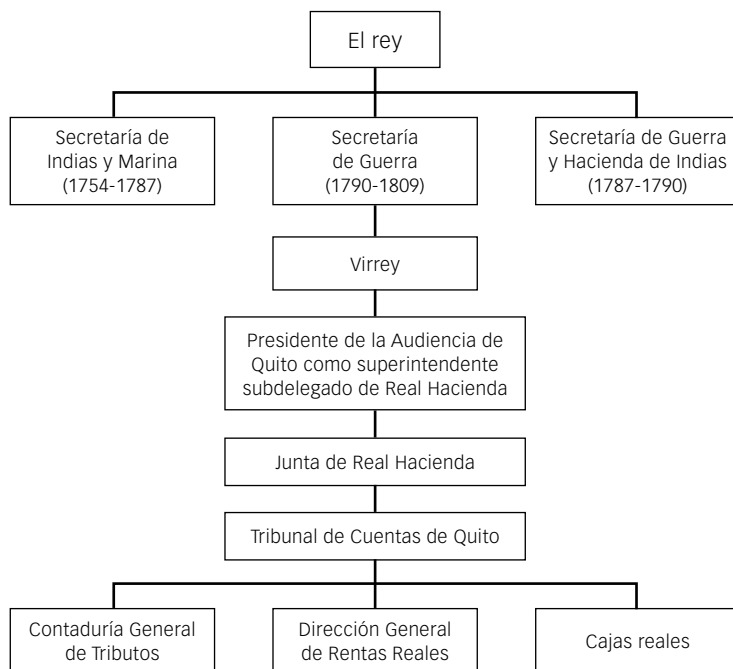 El rey
Secretaría de
Indias y Marina
(1754-1787)
Secretaría
de Guerra
(1790-1809)
Secretaría de Guerra
y Hacienda de Indias
(1787-1790)
Virrey
Presidente de la Audiencia de
Quito como superintendente
subdelegado de Real Hacienda
Junta de Real Hacienda
Tribunal de Cuentas de Quito
Contaduría General
de Tributos
Dirección General
de Rentas Reales
Cajas reales